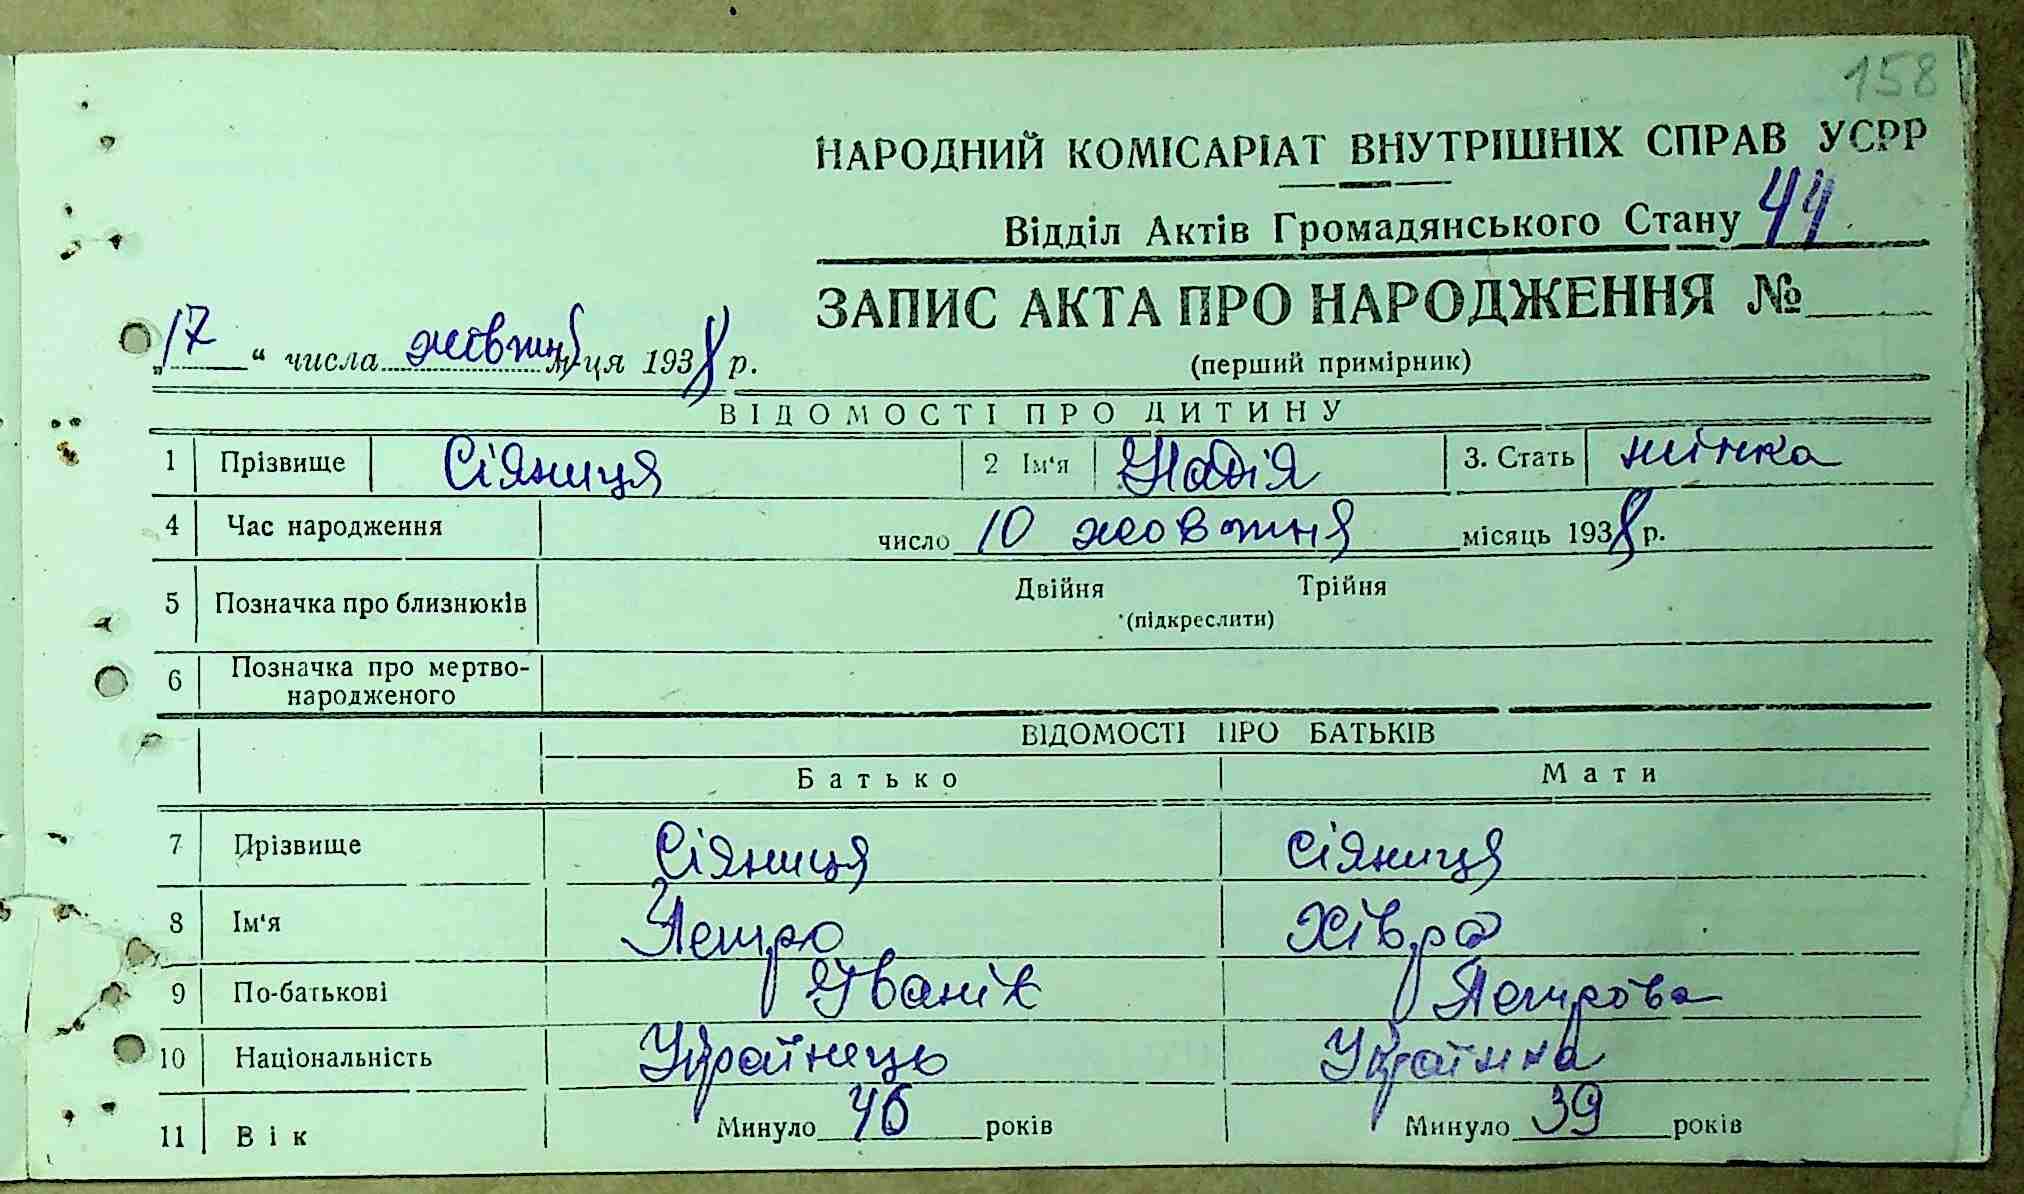 158
НАРОДНИЙ КОМІСАРІАТ ВНУТРІШНІХ СПРАВ УСРР
Відділ Актів Громадянського Стану 44
ЗАПИС АКТА ПРО НАРОДЖЕННЯ №
„17“ числа жовтня м-ця 1938 р.
(перший примірник)
ВІДОМОСТІ ПРО ДИТИНУ
1 Прізвище Сіяниця 2 Ім'я Надія 3. Стать жінка
4 Час народження число 10 жовтня місяць 1938 р.
5 Позначка про близнюків Двійня Трійня
(підкреслити)
6 Позначка про мертво-
народженого
ВІДОМОСТІ ПРО БАТЬКІВ
Батько Мати
7 Прізвище Сіяниця Сіяниця
8 Ім'я Петро Хівра
9 По-батькові Іванік Петрова
10 Національність Українець Українка
11 Вік Минуло 46 років Минуло 39 років